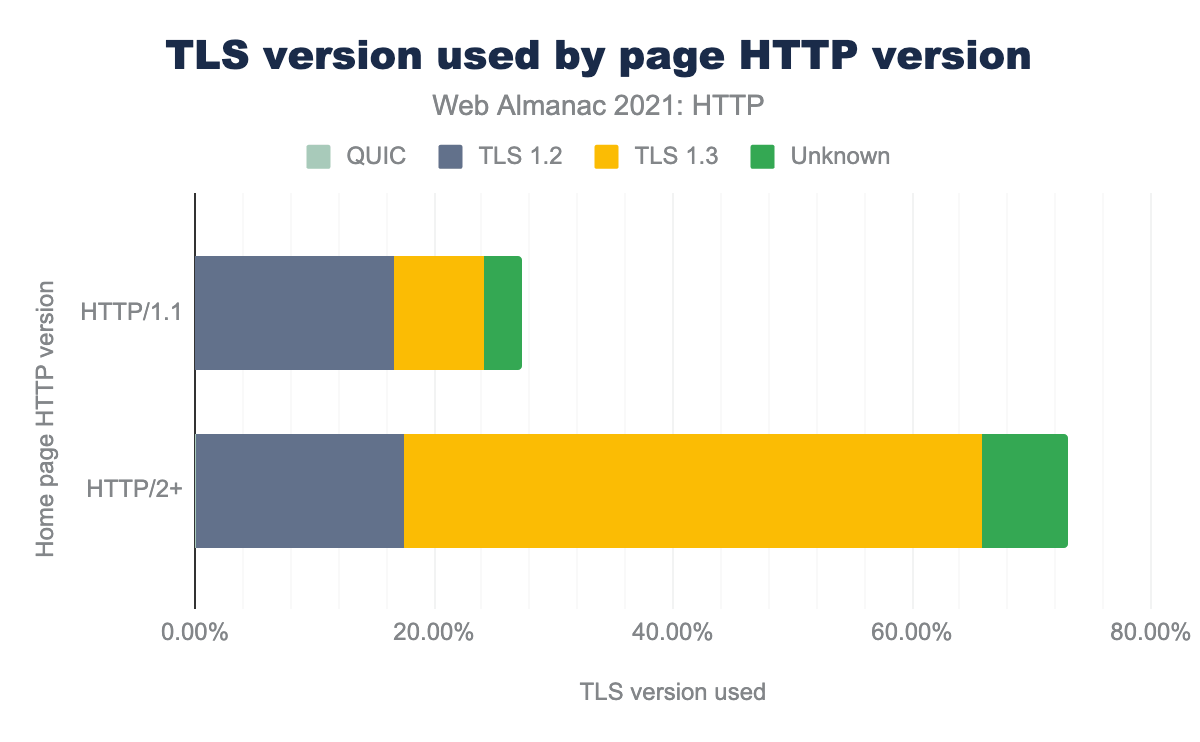 TLS version used by page HTTP version
Web Almanac 2021: HTTP
QUIC TLS 1.2 TLS 1.3 Unknown
Home page HTTP version
HTTP/1.1
HTTP/2+
0.00% 20.00% 40.00% 60.00% 80.00%
TLS version used